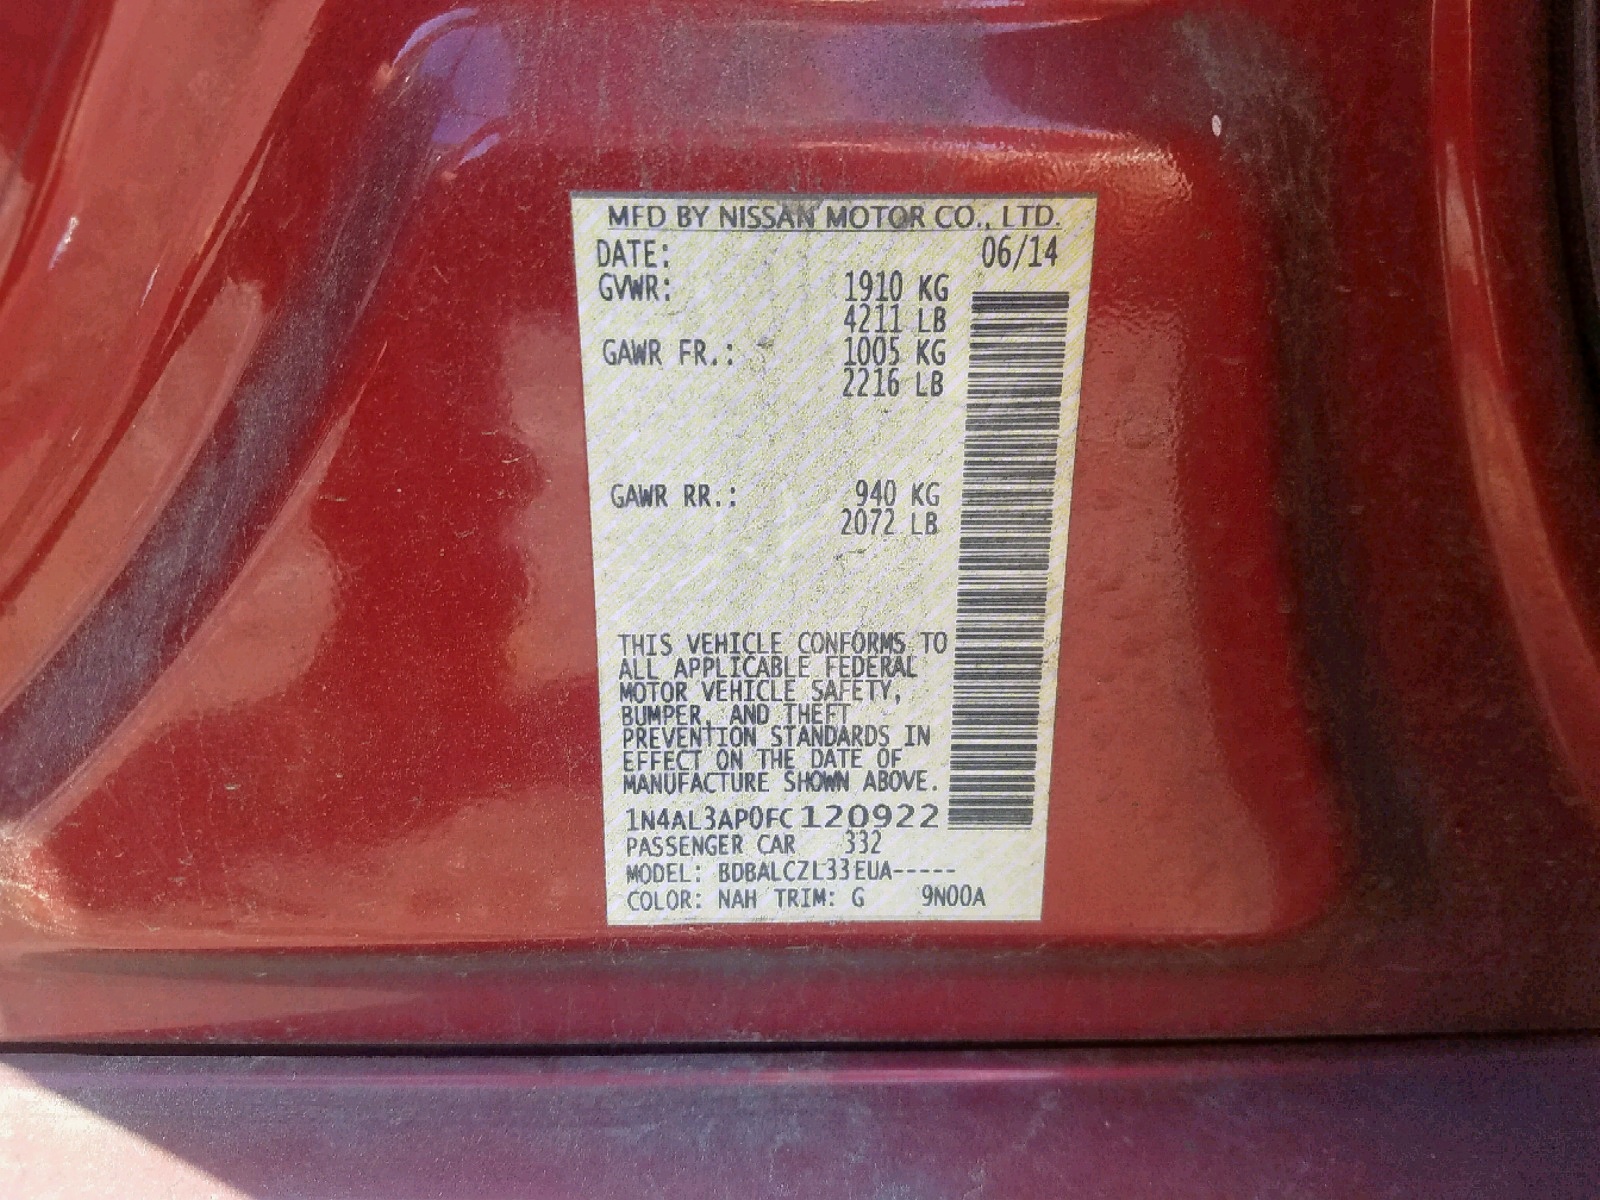 MFD BY NISSAN MOTOR CO., LTD.
DATE: 06/14
GVWR: 1910 KG
4211 LB
GAWR FR.: 1005 KG
2216 LB
GAWR RR.: 940 KG
2072 LB
THIS VEHICLE CONFORMS TO
ALL APPLICABLE FEDERAL
MOTOR VEHICLE SAFETY,
BUMPER, AND THEFT
PREVENTION STANDARDS IN
EFFECT ON THE DATE OF
MANUFACTURE SHOWN ABOVE.
1N4AL3AP0FC120922
PASSENGER CAR 332
MODEL: BDBALCZL33EUA-----
COLOR: NAH TRIM: G 9N00A